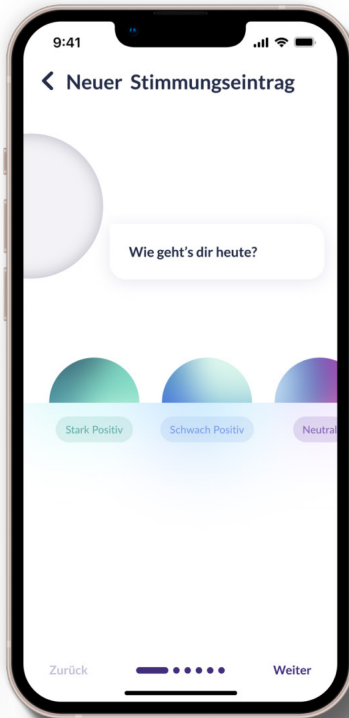 9:41
Neuer Stimmungseintrag
Wie geht's dir heute?
Stark Positiv
Schwach Positiv
Neutral
Zurück
Weiter